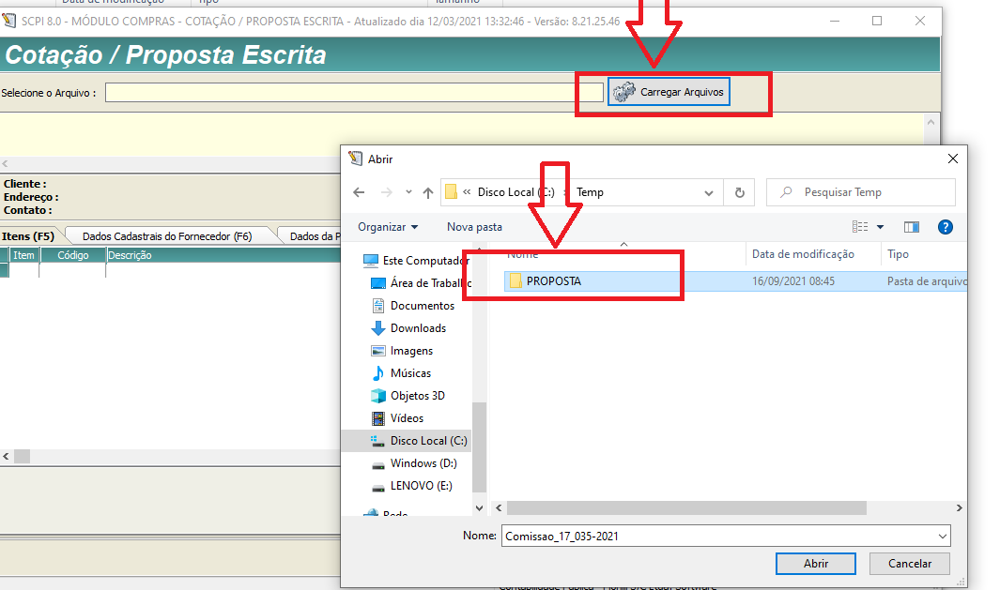 SCPI 8.0 - MÓDULO COMPRAS - COTAÇÃO / PROPOSTA ESCRITA - Atualizado dia 12/03/2021 13:32:46 - Versão: 8.21.25.46
Cotação / Proposta Escrita
Selecione o Arquivo :
Carregar Arquivos
Abrir
« Disco Local (C:) › Temp
Pesquisar Temp
Organizar
Nova pasta
Cliente :
Endereço :
Contato :
Itens (F5)
Dados Cadastrais do Fornecedor (F6)
Dados da P
Item
Código
Descrição
Nome
Data de modificação
Tipo
PROPOSTA
16/09/2021 08:45
Pasta de arquivo
Este Computador
Área de Trabalho
Documentos
Downloads
Imagens
Músicas
Objetos 3D
Vídeos
Disco Local (C:)
Windows (D:)
LENOVO (E:)
Rede
Nome:
Comissao_17_035-2021
Abrir
Cancelar